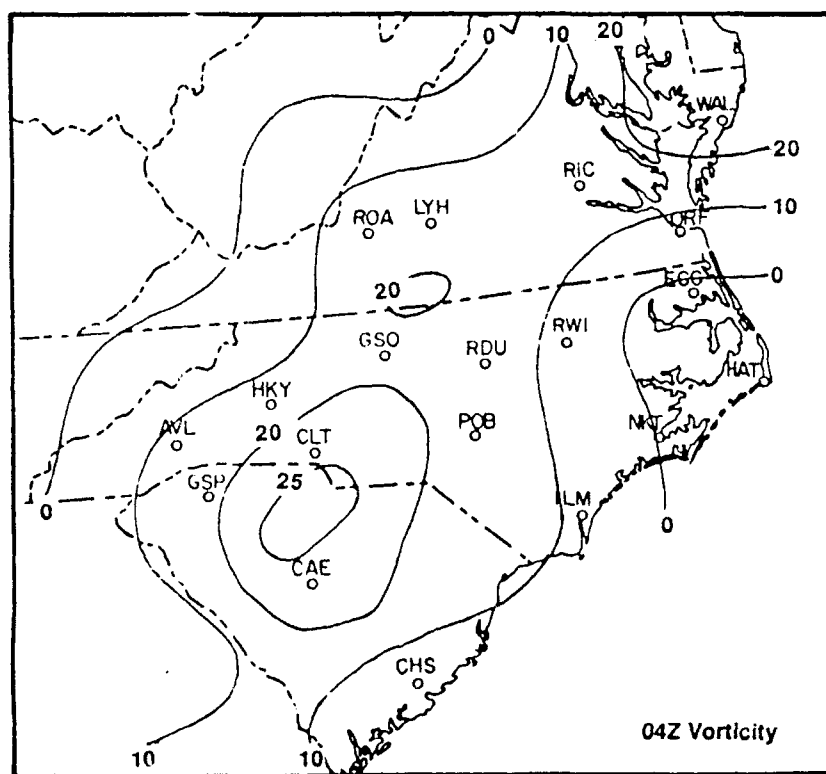 0
10
20
WAL
20
RIC
10
ROA
LYH
ORF
0
20
ECG
GSO
RDU
RWI
HAT
HKY
AVL
20
CLT
POB
NKT
GSP
25
ILM
0
0
CAE
CHS
04Z Vorticity
10
10